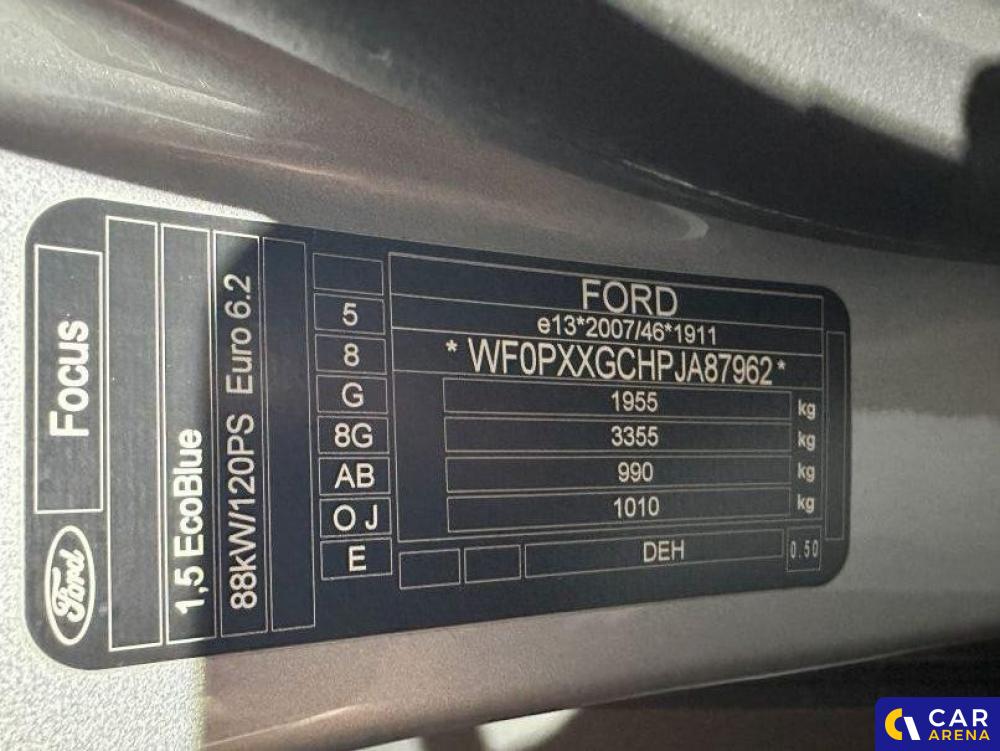 Ford
Focus
1,5 EcoBlue
88kW/120PS Euro 6.2
5
8
G
8G
AB
O J
E
FORD
e13*2007/46*1911
* WF0PXXGCHPJA87962 *
1955 kg
3355 kg
990 kg
1010 kg
DEH 0.50
CAR
ARENA